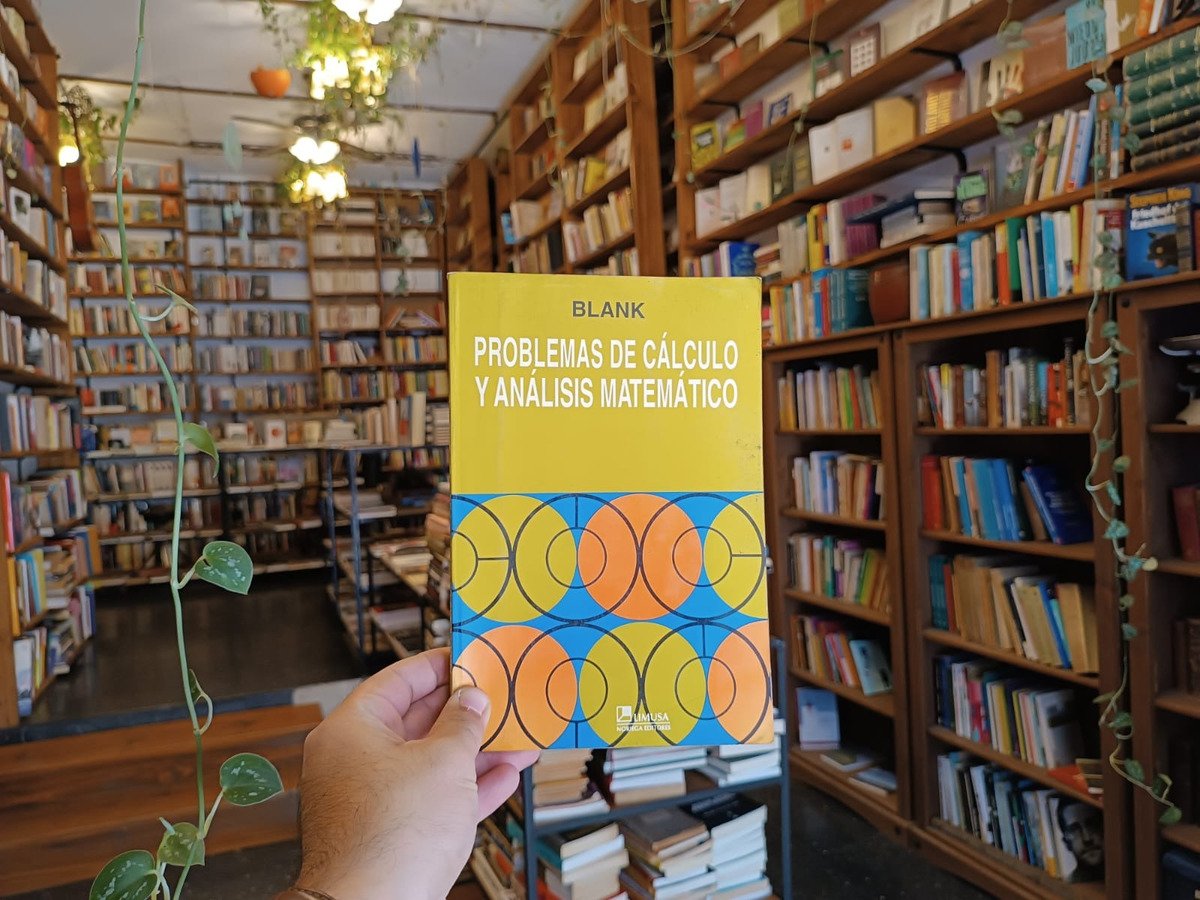 BLANK
PROBLEMAS DE CÁLCULO
Y ANÁLISIS MATEMÁTICO
LIMUSA
NORIEGA EDITORES